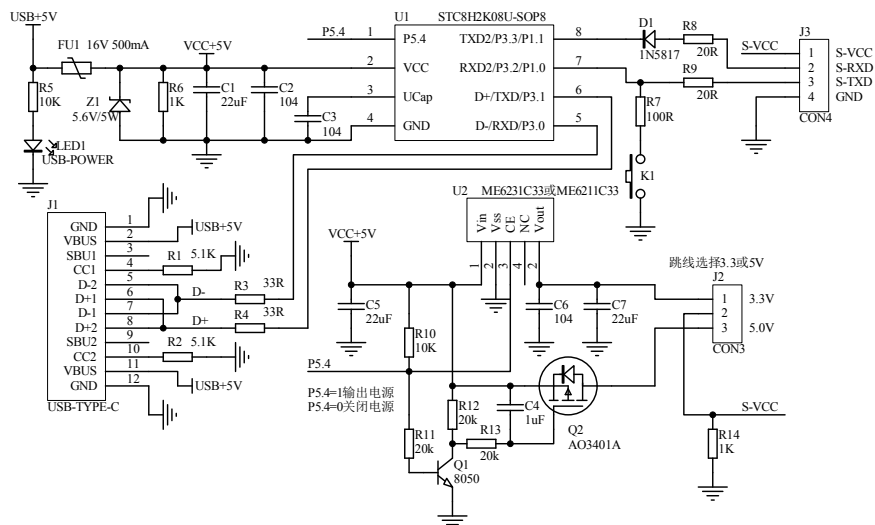 USB+5V
FU1 16V 500mA
VCC+5V
R5
10K
Z1
5.6V/5W
R6
1K
C1
22uF
C2
104
C3
104
LED1
USB-POWER
U1
STC8H2K08U-SOP8
P5.4
1
P5.4
TXD2/P3.3/P1.1
8
2
VCC
RXD2/P3.2/P1.0
7
3
UCap
D+/TXD/P3.1
6
4
GND
D-/RXD/P3.0
5
D1
1N5817
R8
20R
R9
20R
R7
100R
K1
J3
S-VCC
1
S-VCC
2
S-RXD
3
S-TXD
4
GND
CON4
J1
GND
1
VBUS
2
USB+5V
SBU1
3
CC1
4
R1 5.1K
D-2
5
D+1
6
D-1
7
D+2
8
SBU2
9
CC2
10
R2 5.1K
VBUS
11
USB+5V
GND
12
USB-TYPE-C
D-
R3
33R
D+
R4
33R
U2
ME6231C33或ME6211C33
Vin
Vss
CE
NC
Vout
1
2
3
4
2
VCC+5V
C5
22uF
R10
10K
C6
104
C7
22uF
跳线选择3.3或5V
J2
1
3.3V
2
3
5.0V
CON3
P5.4
P5.4=1输出电源
P5.4=0关闭电源
R11
20k
R12
20k
R13
20k
C4
1uF
Q1
8050
Q2
AO3401A
S-VCC
R14
1K